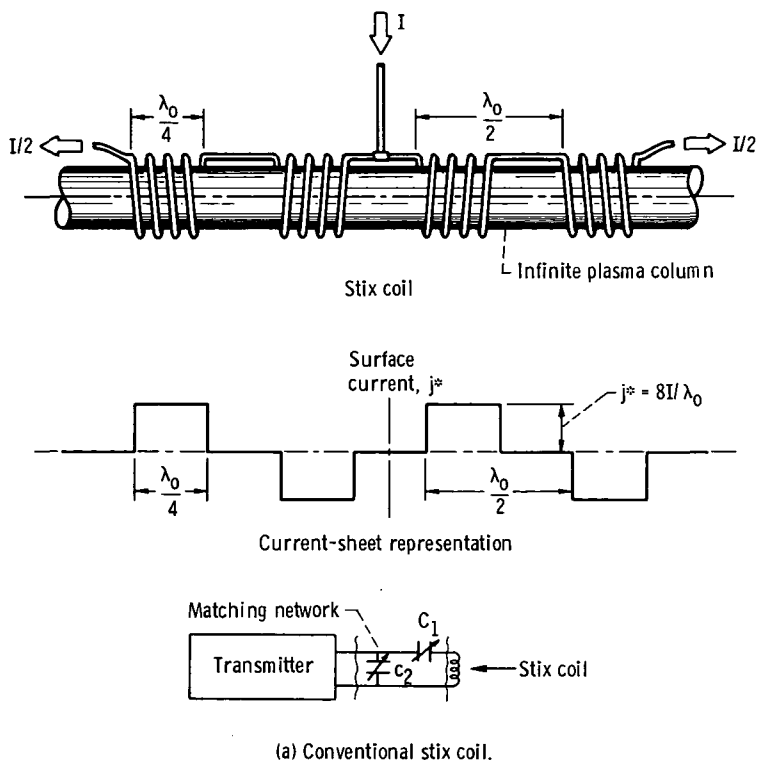 I
λ₀/4
λ₀/2
I/2
I/2
Infinite plasma column
Stix coil
Surface
current, j*
j* = 8I/λ₀
λ₀/4
λ₀/2
Current-sheet representation
Matching network
C₁
Transmitter
C₂
Stix coil
(a) Conventional stix coil.